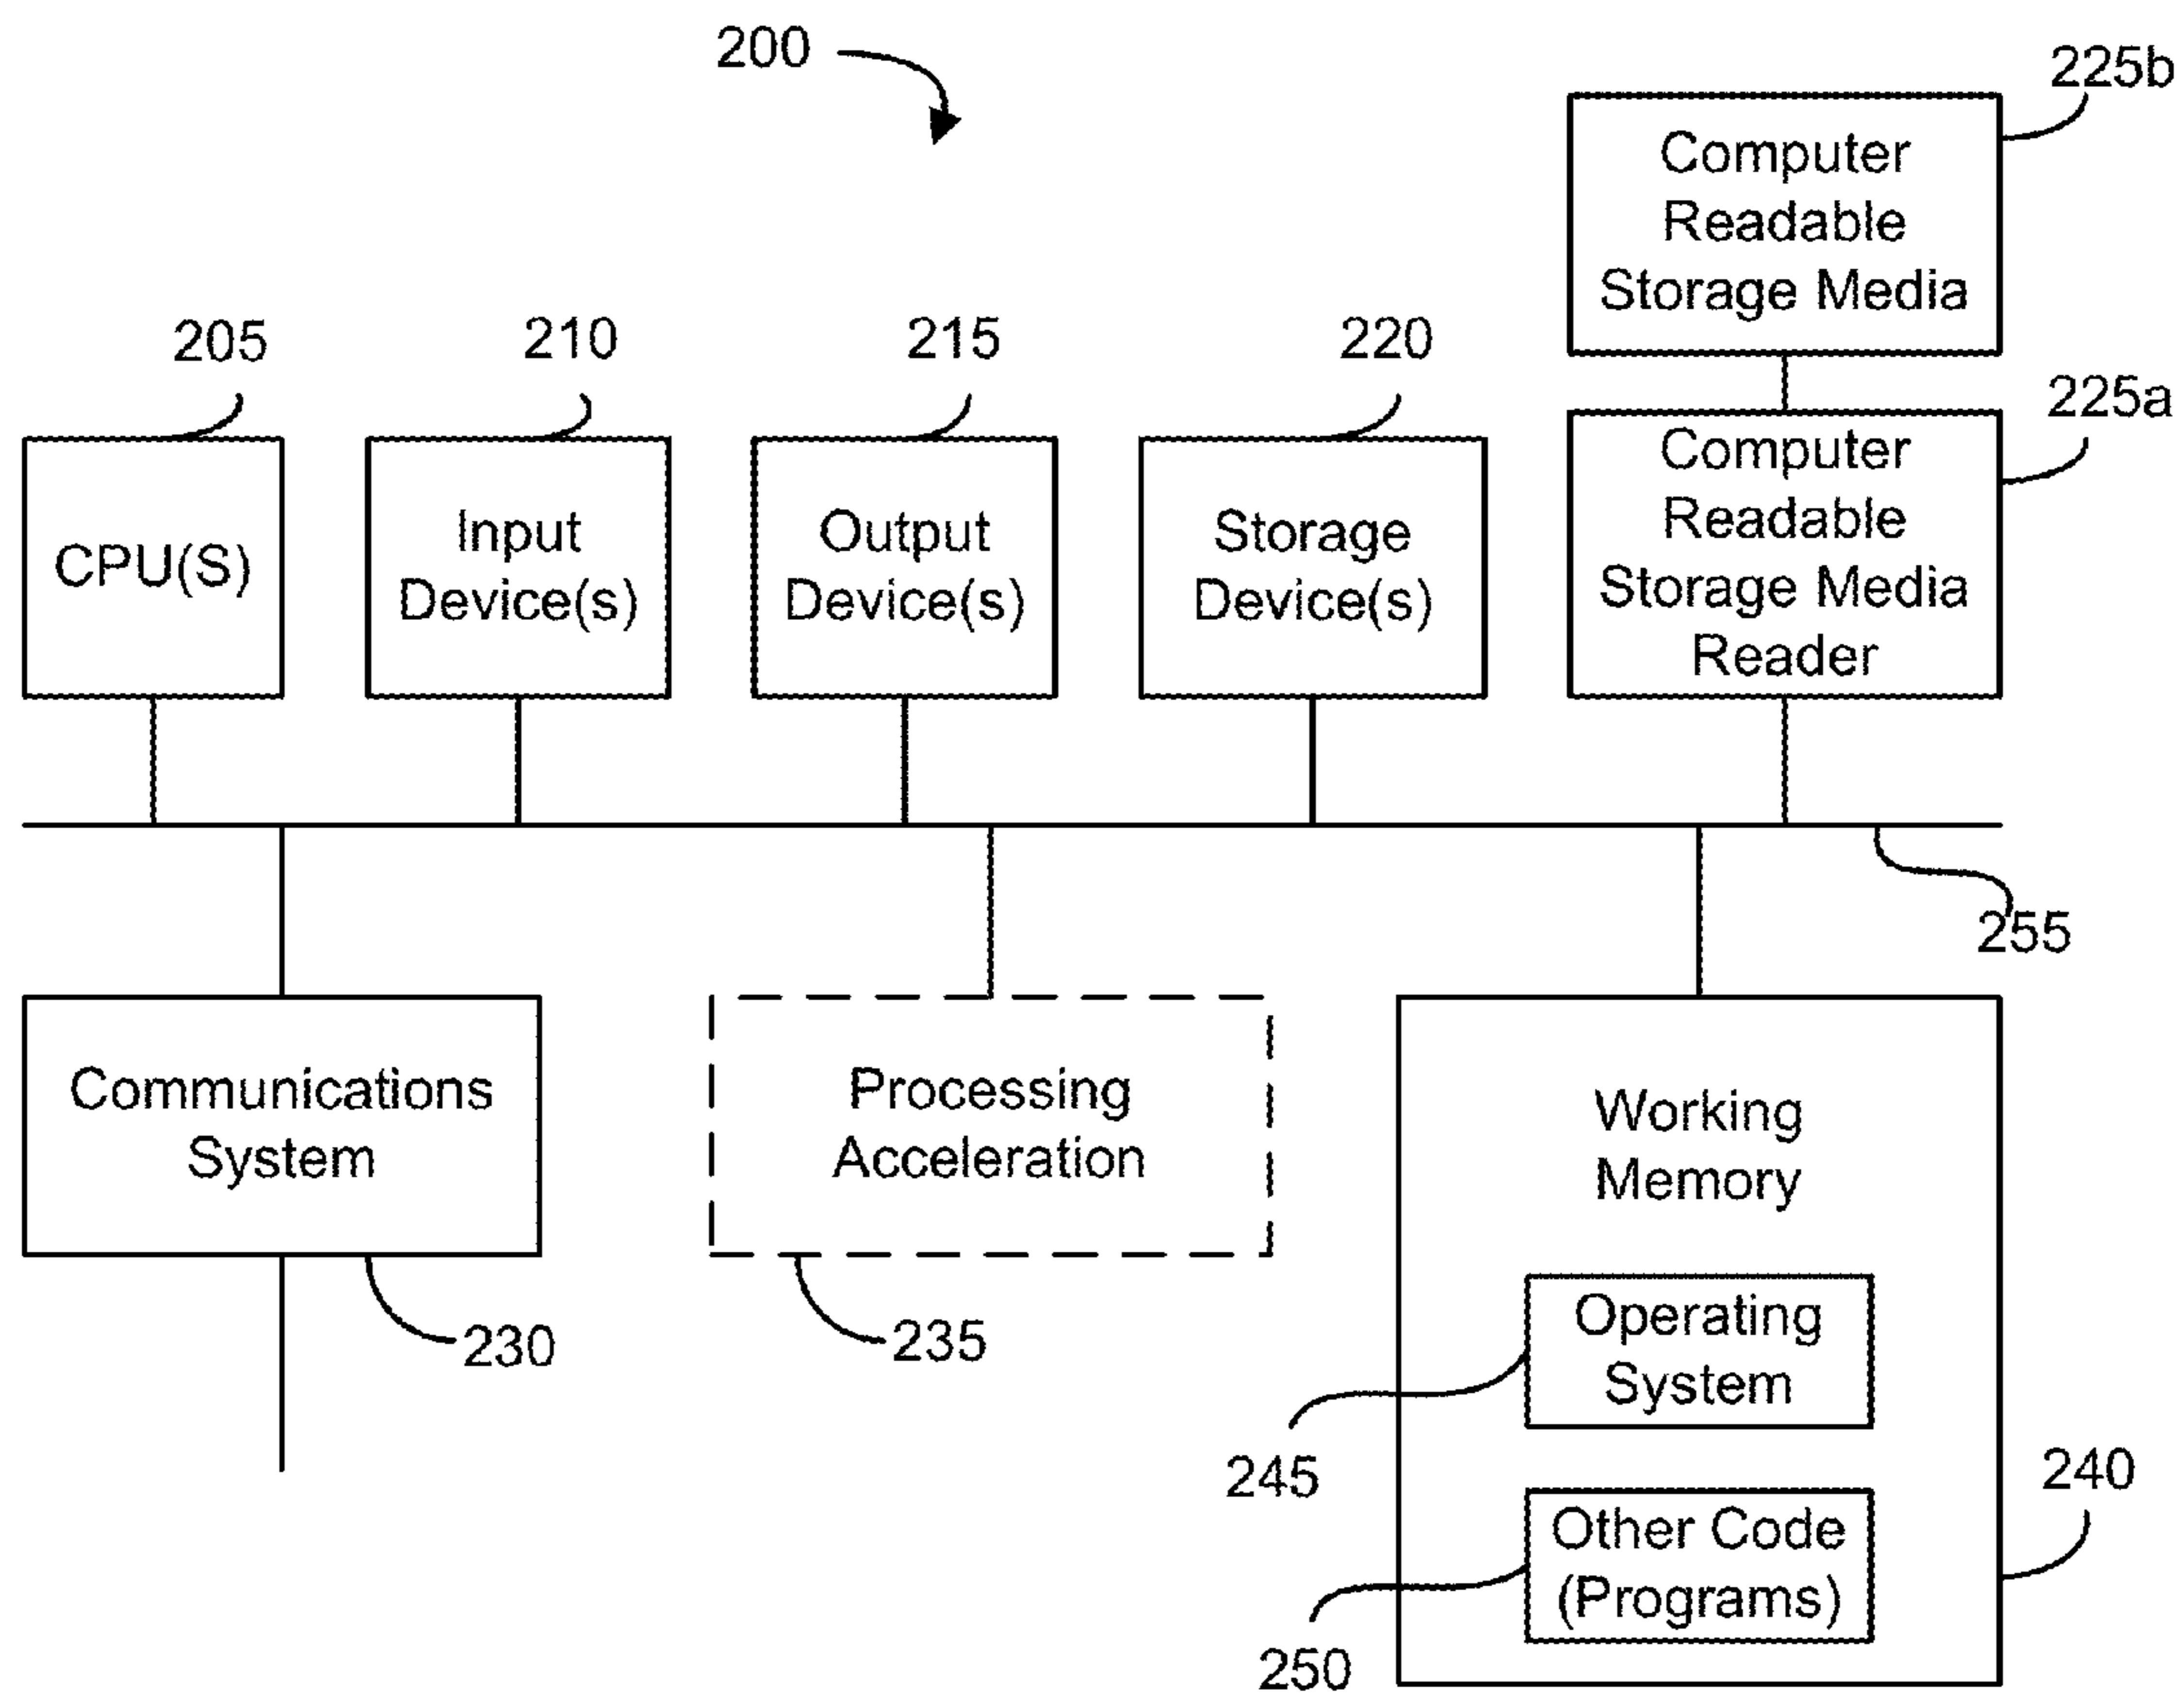 200
225b
Computer
Readable
Storage Media
205
210
215
220
225a
CPU(S)
Input
Device(s)
Output
Device(s)
Storage
Device(s)
Computer
Readable
Storage Media
Reader
255
Communications
System
230
Processing
Acceleration
235
Working
Memory
Operating
System
245
240
Other Code
(Programs)
250